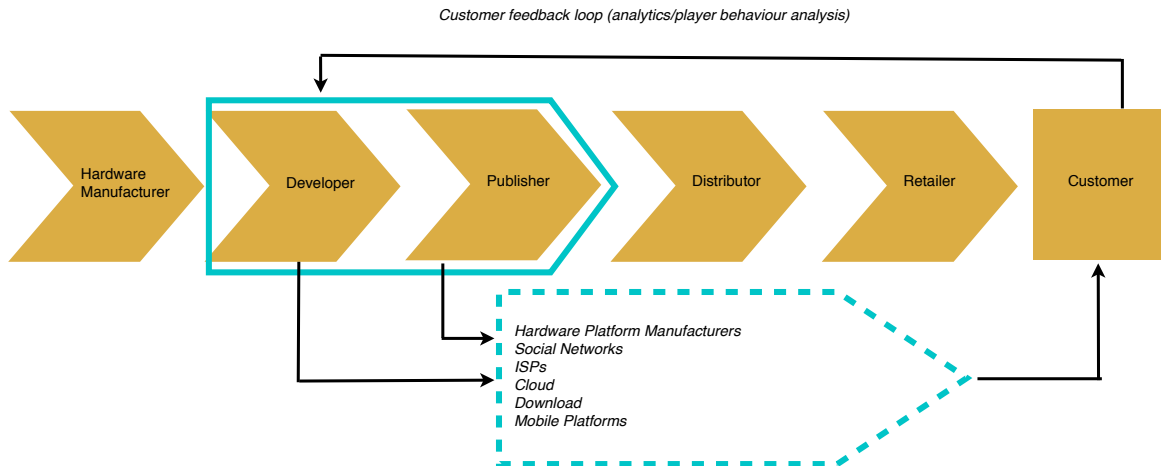 Customer feedback loop (analytics/player behaviour analysis)
Hardware
Manufacturer
Developer
Publisher
Distributor
Retailer
Customer
Hardware Platform Manufacturers
Social Networks
ISPs
Cloud
Download
Mobile Platforms